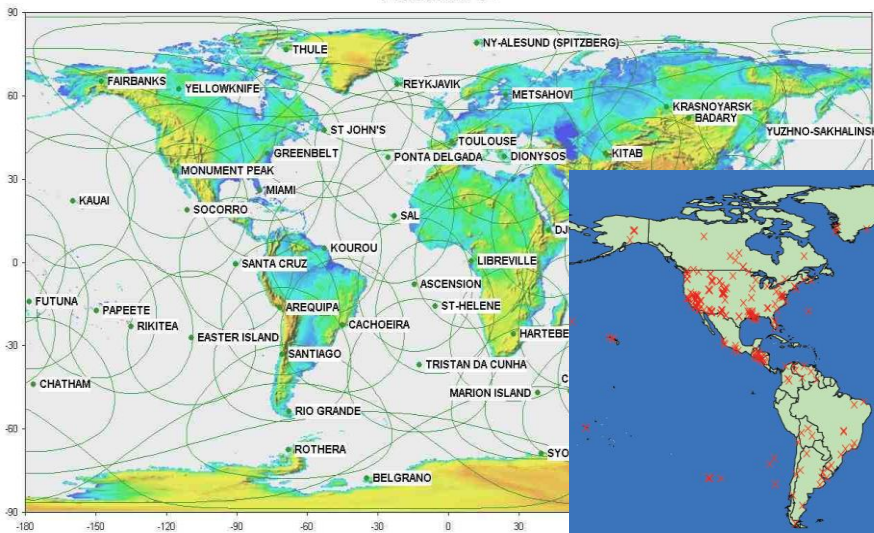 90
THULE
NY-ALESUND (SPITZBERG)
FAIRBANKS
YELLOWKNIFE
REYKJAVIK
METSAHOVI
KRASNOYARSK
BADARY
60
ST JOHN'S
TOULOUSE
YUZHNO-SAKHALINSK
GREENBELT
PONTA DELGADA
DIONYSOS
KITAB
MONUMENT PEAK
30
MIAMI
KAUAI
SOCORRO
SAL
DJ
KOUROU
0
SANTA CRUZ
LIBREVILLE
ASCENSION
FUTUNA
PAPEETE
AREQUIPA
ST-HELENE
RIKITEA
CACHOEIRA
EASTER ISLAND
HARTEBE
-30
SANTIAGO
TRISTAN DA CUNHA
CHATHAM
MARION ISLAND
C
RIO GRANDE
-60
ROTHERA
SYO
BELGRANO
-90
-180 -150 -120 -90 -60 -30 0 30